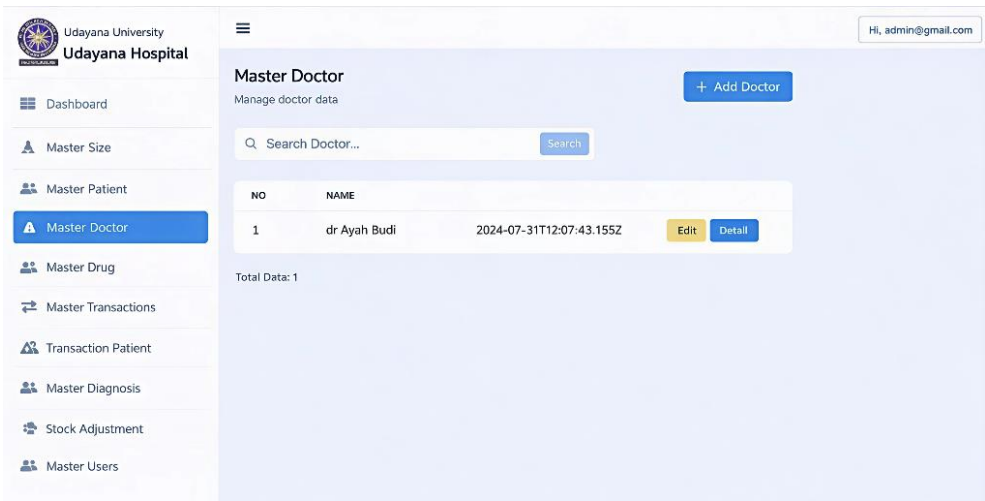 Udayana University
Udayana Hospital
Dashboard
Master Size
Master Patient
Master Doctor
Master Drug
Master Transactions
Transaction Patient
Master Diagnosis
Stock Adjustment
Master Users
Hi, admin@gmail.com
Master Doctor
Manage doctor data
+ Add Doctor
Search Doctor... Search
NO NAME
1 dr Ayah Budi 2024-07-31T12:07:43.155Z Edit Detail
Total Data: 1